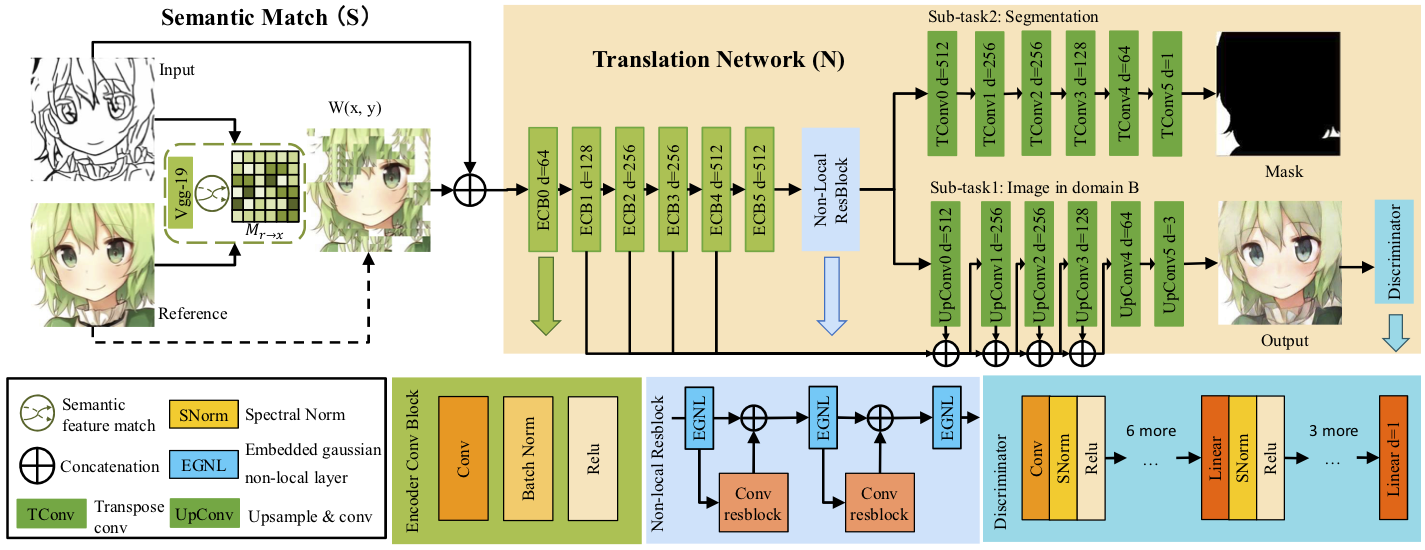 Semantic Match (S)
Input
W(x, y)
Vgg-19
M_{r→x}
Reference
Translation Network (N)
ECB0 d=64
ECB1 d=128
ECB2 d=256
ECB3 d=256
ECB4 d=512
ECB5 d=512
Non-Local
ResBlock
Sub-task2: Segmentation
TConv0 d=512
TConv1 d=256
TConv2 d=256
TConv3 d=128
TConv4 d=64
TConv5 d=1
Mask
Sub-task1: Image in domain B
UpConv0 d=512
UpConv1 d=256
UpConv2 d=256
UpConv3 d=128
UpConv4 d=64
UpConv5 d=3
Output
Discriminator
Semantic
feature match
SNorm
Spectral Norm
Concatenation
EGNL
Embedded gaussian
non-local layer
TConv
Transpose
conv
UpConv
Upsample & conv
Encoder Conv Block
Conv
Batch Norm
Relu
Non-local Resblock
EGNL
Conv
resblock
EGNL
Conv
resblock
EGNL
Discriminator
Conv
SNorm
Relu
6 more
...
Linear
SNorm
Relu
3 more
...
Linear d=1